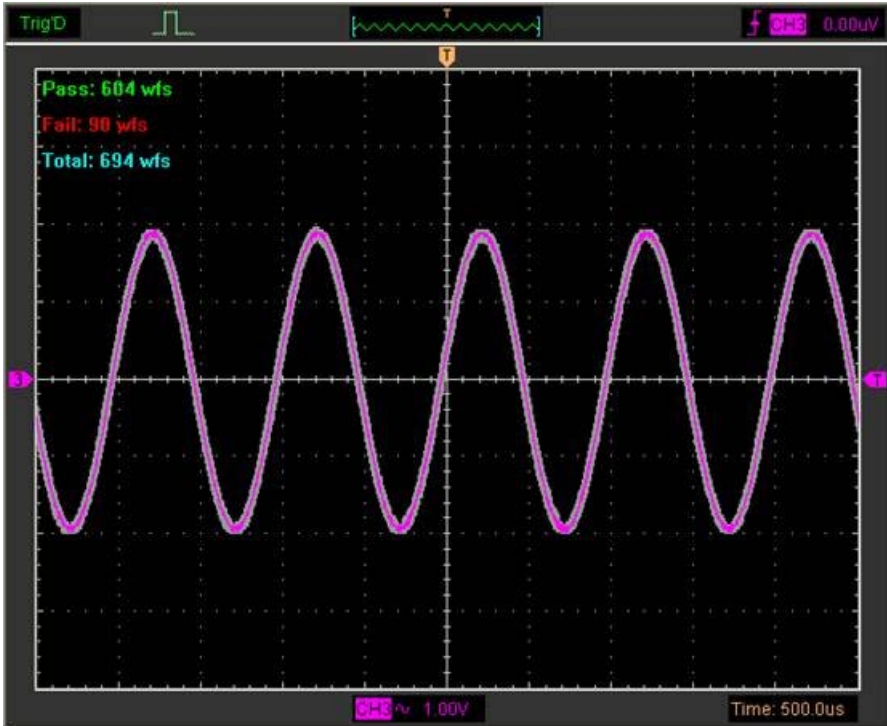 Trig'D
T
CH3 0.00uV
T
Pass: 604 wfs
Fail: 90 wfs
Total: 694 wfs
3
T
CH3 1.00V
Time: 500.0us